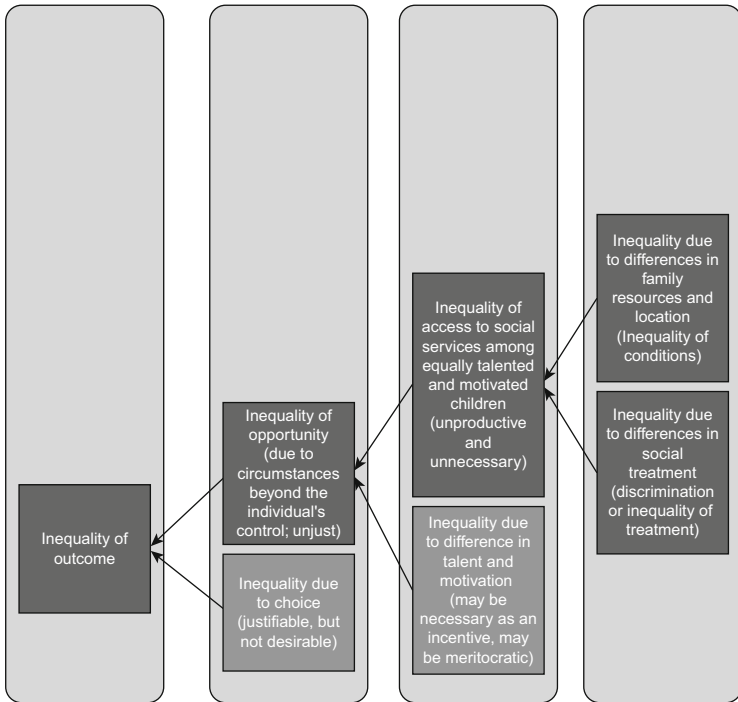 Inequality of
outcome
Inequality of
opportunity
(due to
circumstances
beyond the
individual's
control; unjust)
Inequality due
to choice
(justifiable, but
not desirable)
Inequality of
access to social
services among
equally talented
and motivated
children
(unproductive
and
unnecessary)
Inequality due
to difference in
talent and
motivation
(may be
necessary as an
incentive, may
be meritocratic)
Inequality due
to differences in
family
resources and
location
(Inequality of
conditions)
Inequality due
to differences in
social
treatment
(discrimination
or inequality of
treatment)